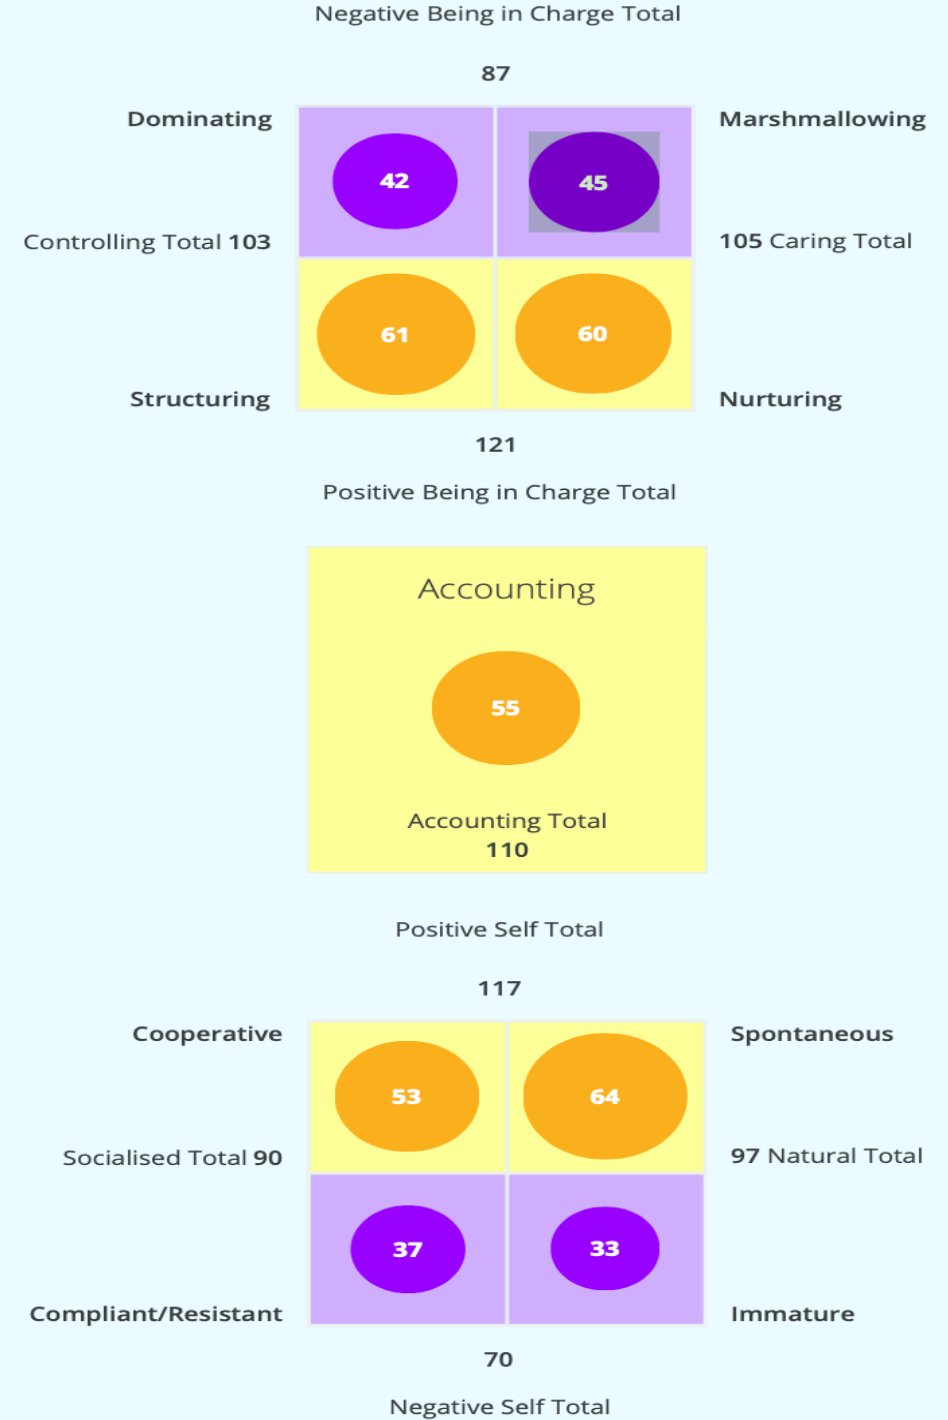 Negative Being in Charge Total
87
Dominating
Marshmallowing
42
45
Controlling Total 103
105 Caring Total
61
60
Structuring
Nurturing
121
Positive Being in Charge Total
Accounting
55
Accounting Total
110
Positive Self Total
117
Cooperative
Spontaneous
53
64
Socialised Total 90
97 Natural Total
37
33
Compliant/Resistant
Immature
70
Negative Self Total